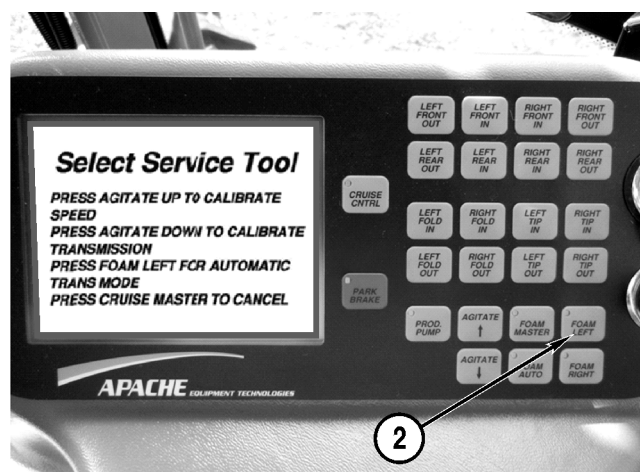 Select Service Tool
PRESS AGITATE UP TO CALIBRATE
SPEED
PRESS AGITATE DOWN TO CALIBRATE
TRANSMISSION
PRESS FOAM LEFT FOR AUTOMATIC
TRANS MODE
PRESS CRUISE MASTER TO CANCEL
APACHE EQUIPMENT TECHNOLOGIES
CRUISE
CNTRL
PARK
BRAKE
LEFT
FRONT
OUT
LEFT
FRONT
IN
RIGHT
FRONT
IN
RIGHT
FRONT
OUT
LEFT
REAR
OUT
LEFT
REAR
IN
RIGHT
REAR
IN
RIGHT
REAR
OUT
LEFT
FOLD
IN
RIGHT
FOLD
IN
LEFT
TIP
IN
RIGHT
TIP
IN
LEFT
FOLD
OUT
RIGHT
FOLD
OUT
LEFT
TIP
OUT
RIGHT
TIP
OUT
PROD.
PUMP
AGITATE
↑
FOAM
MASTER
FOAM
LEFT
AGITATE
↓
FOAM
AUTO
FOAM
RIGHT
2